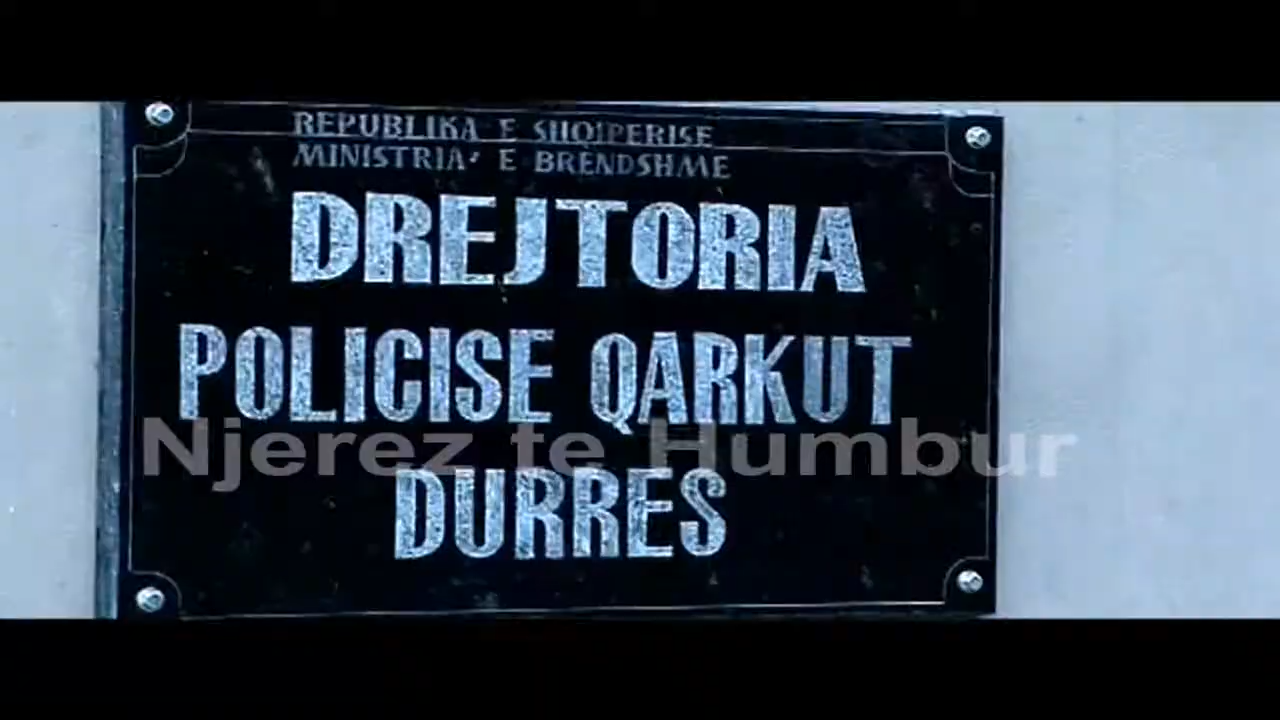 REPUBLIKA E SHQIPERISE
MINISTRIA E BRENDSHME
DREJTORIA
POLICISE QARKUT
Njerez te Humbur
DURRES